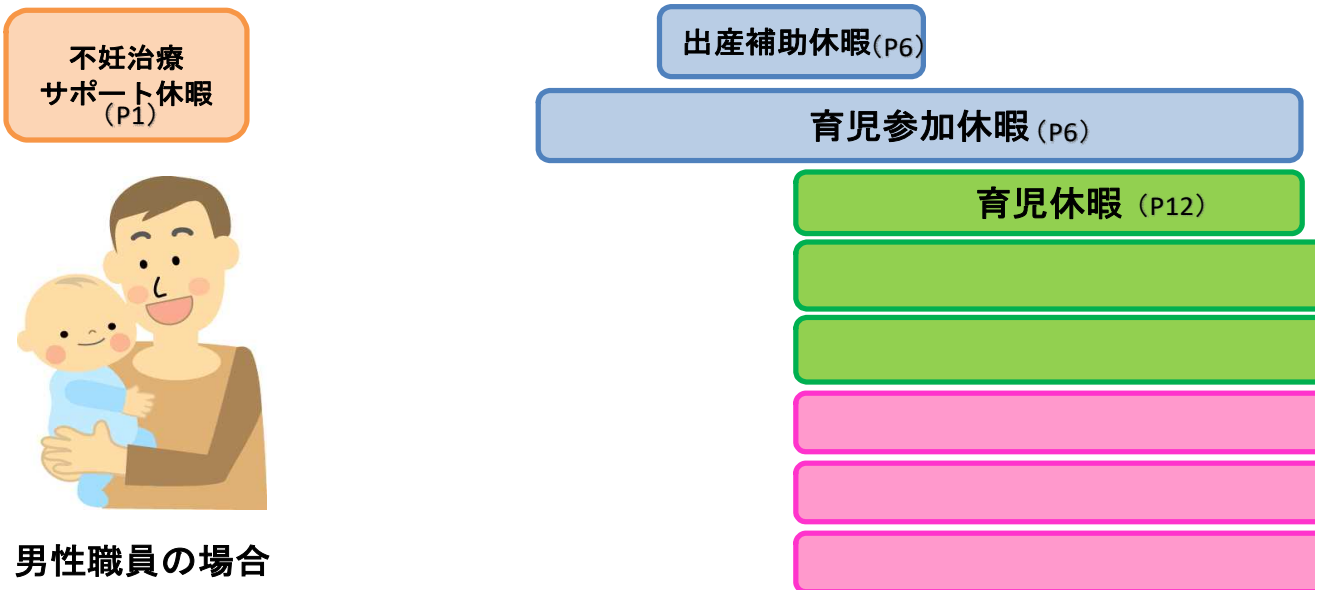 不妊治療
サポート休暇
（P1）
出産補助休暇（P6）
育児参加休暇（P6）
育児休暇（P12）
男性職員の場合